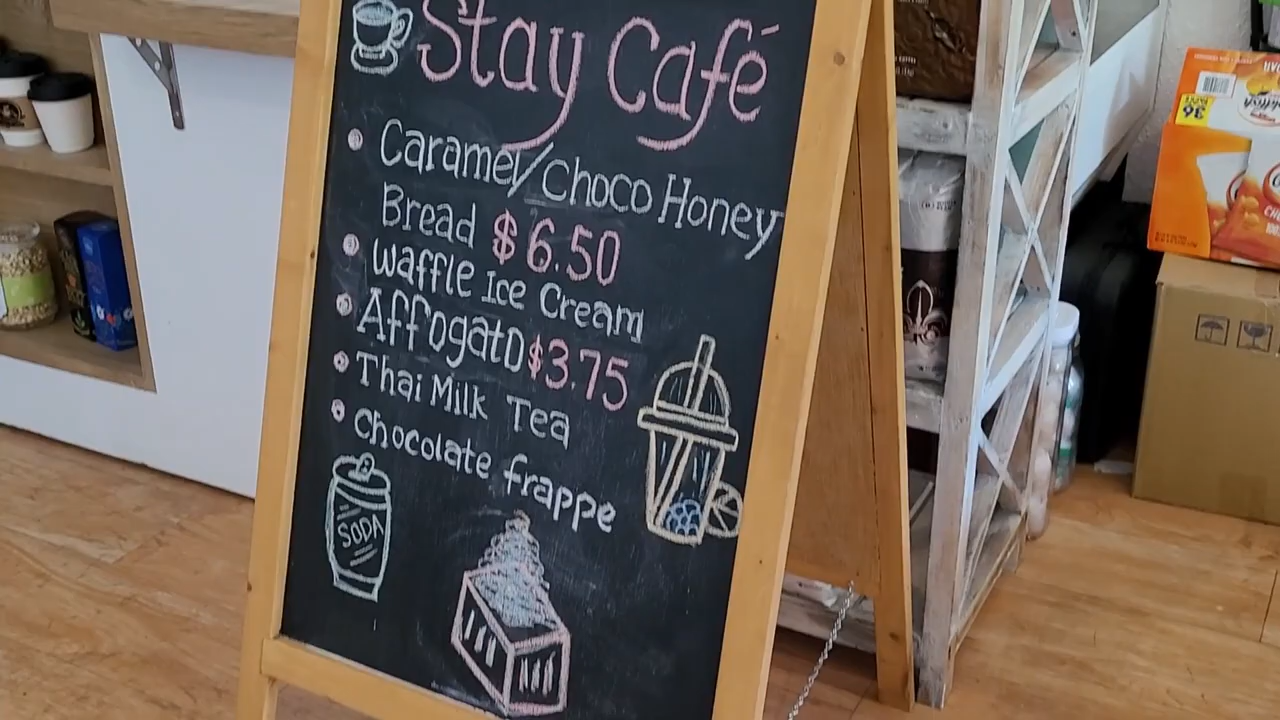 Stay Café
Caramel/Choco Honey
Bread $6.50
Waffle Ice Cream
Affogato $3.75
Thai Milk Tea
Chocolate frappe
SODA
36